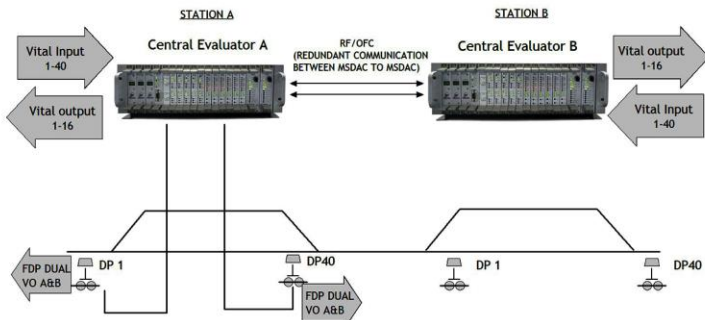 STATION A
STATION B
Vital Input
1-40
Central Evaluator A
RF/OFC
(REDUNDANT COMMUNICATION
BETWEEN MSDAC TO MSDAC)
Central Evaluator B
Vital output
1-16
Vital output
1-16
Vital Input
1-40
FDP DUAL
VO A&B
DP 1
DP40
FDP DUAL
VO A&B
DP 1
DP40